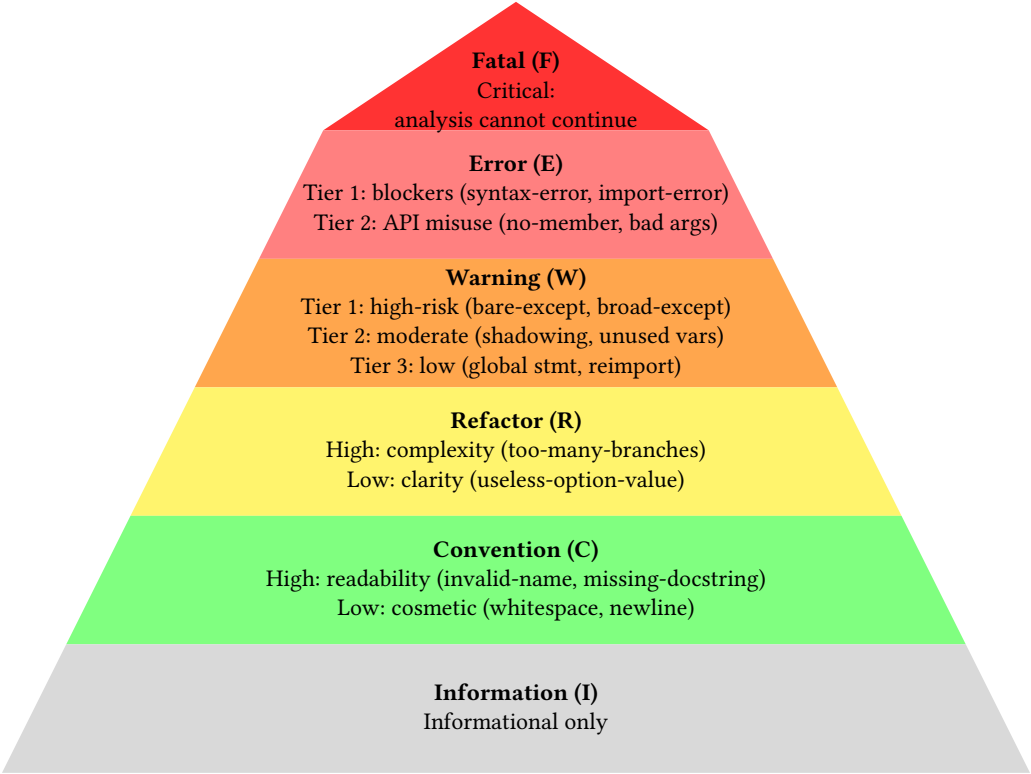 Fatal (F)
Critical:
analysis cannot continue
Error (E)
Tier 1: blockers (syntax-error, import-error)
Tier 2: API misuse (no-member, bad args)
Warning (W)
Tier 1: high-risk (bare-except, broad-except)
Tier 2: moderate (shadowing, unused vars)
Tier 3: low (global stmt, reimport)
Refactor (R)
High: complexity (too-many-branches)
Low: clarity (useless-option-value)
Convention (C)
High: readability (invalid-name, missing-docstring)
Low: cosmetic (whitespace, newline)
Information (I)
Informational only